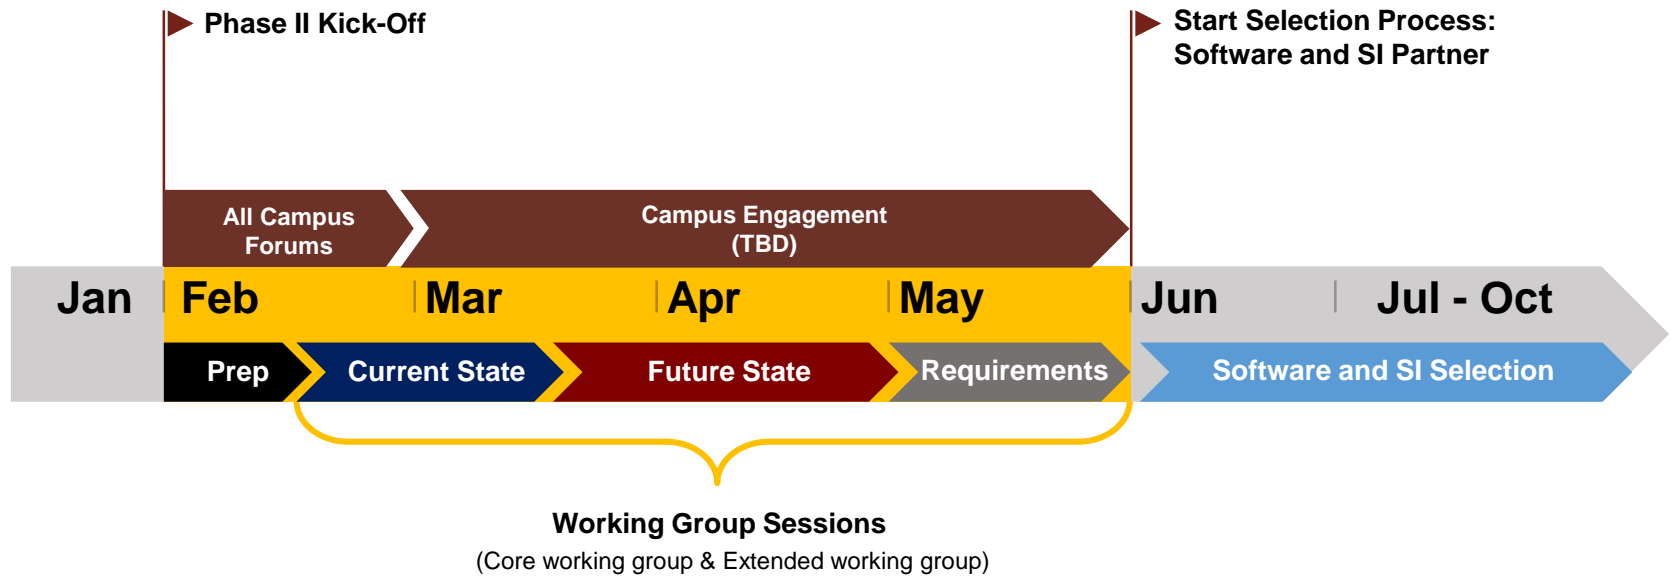 Phase II Kick-Off
Start Selection Process:
Software and SI Partner
All Campus
Forums
Campus Engagement
(TBD)
Jan
Feb
Mar
Apr
May
Jun
Jul - Oct
Prep
Current State
Future State
Requirements
Software and SI Selection
Working Group Sessions
(Core working group & Extended working group)